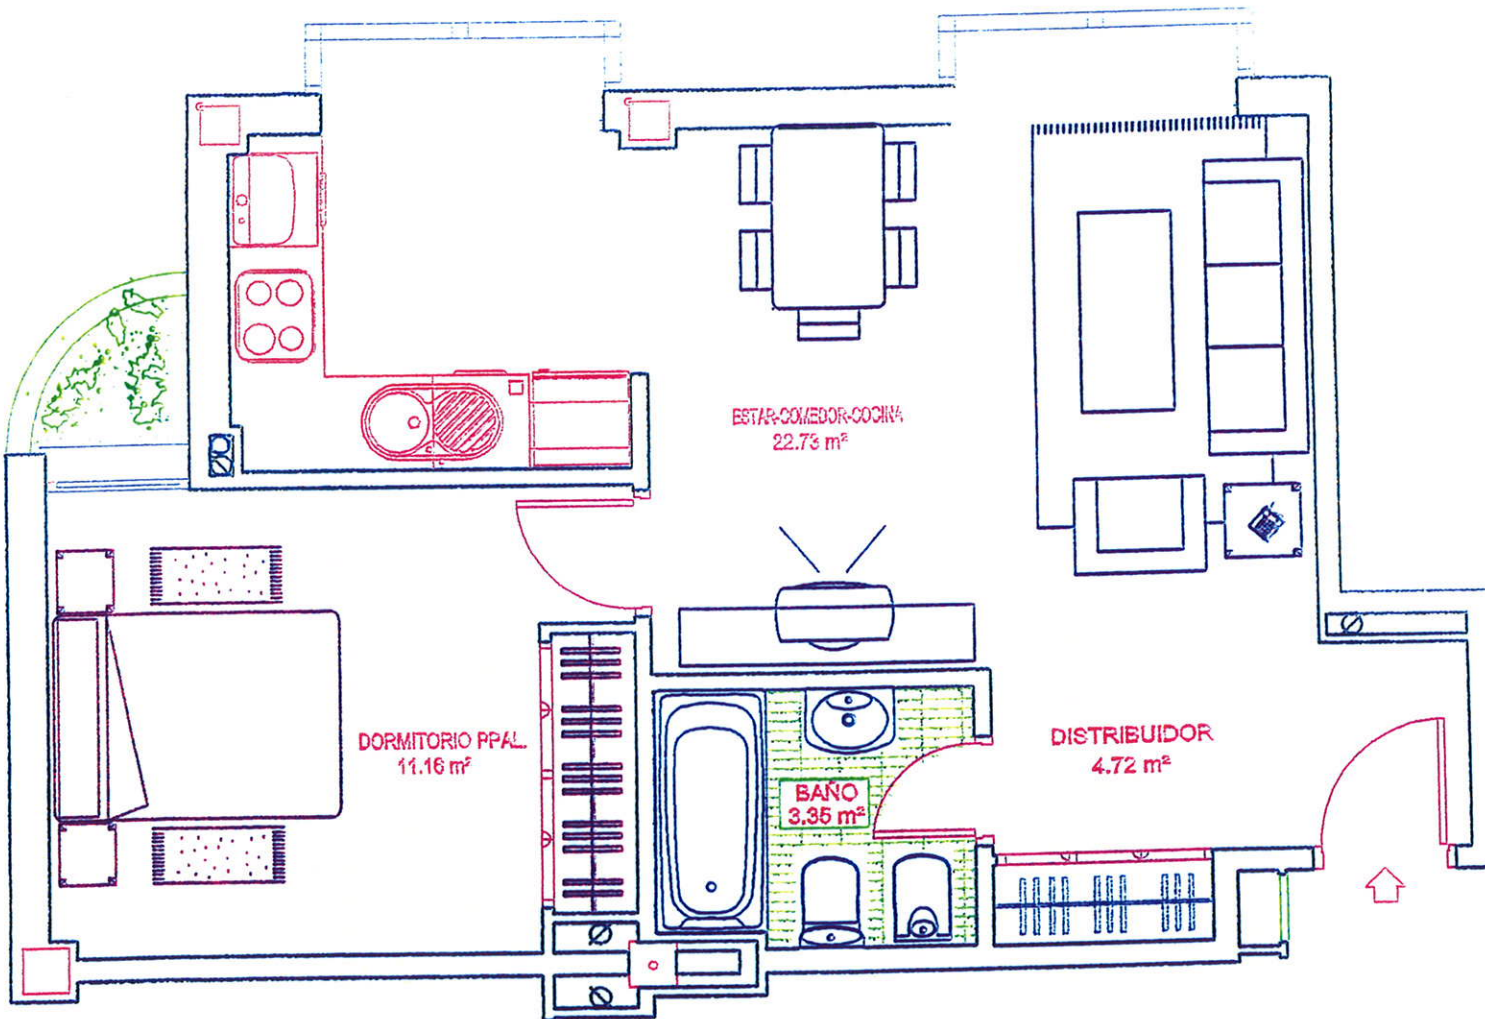 ESTAR-COMEDOR-COCINA
22.73 m²
DORMITORIO PPAL.
11.16 m²
BAÑO
3.35 m²
DISTRIBUIDOR
4.72 m²